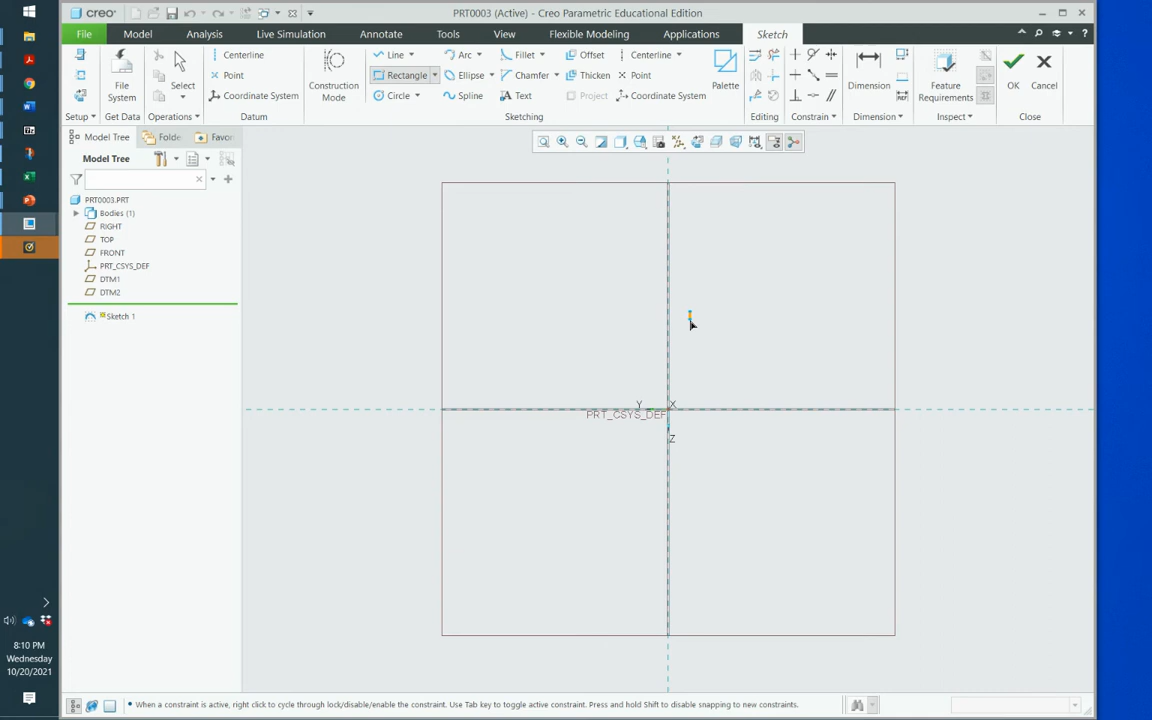 creo PRT0003 (Active) - Creo Parametric Educational Edition
File Model Analysis Live Simulation Annotate Tools View Flexible Modeling Applications Sketch
Centerline Line Arc Fillet Offset Centerline
File System Select Point Construction Mode Rectangle Ellipse Chamfer Thicken Point Palette Dimension Feature Requirements OK Cancel
Coordinate System Circle Spline Text Project Coordinate System
Setup Get Data Operations Datum Sketching Editing Constrain Dimension Inspect Close
Model Tree Folde Favor
Model Tree
PRT0003.PRT
Bodies (1)
RIGHT
TOP
FRONT
PRT_CSYS_DEF
DTM1
DTM2
Sketch 1
Y X
PRT_CSYS_DEF
Z
8:10 PM
Wednesday
10/20/2021
• When a constraint is active, right click to cycle through lock/disable/enable the constraint. Use Tab key to toggle active constraint. Press and hold Shift to disable snapping to new constraints.